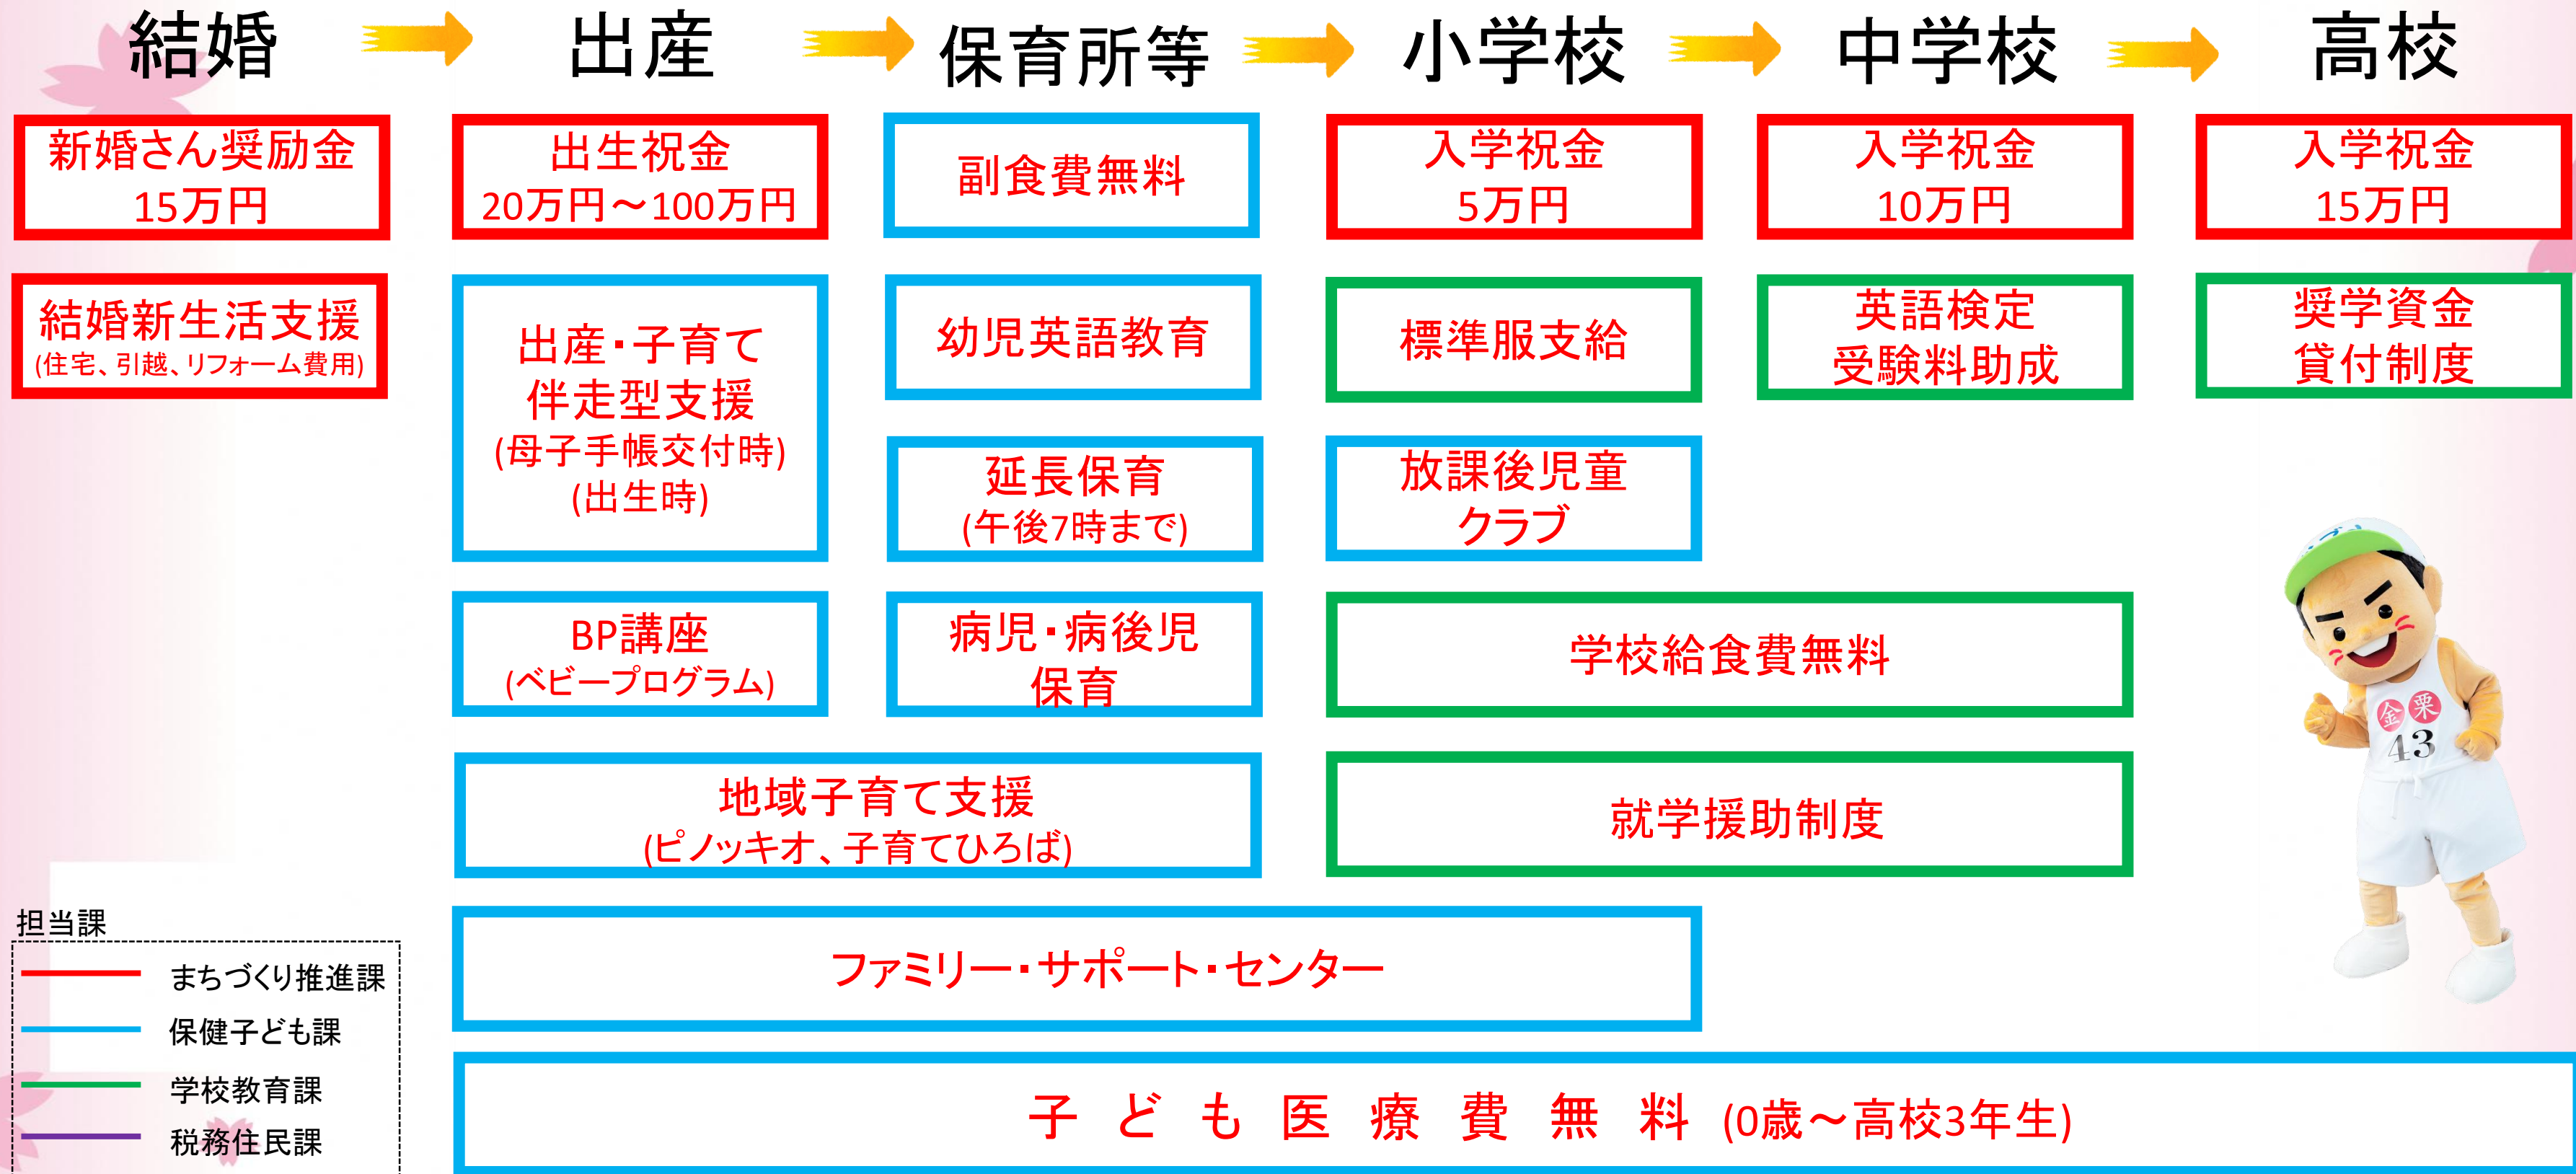 結婚
出産
保育所等
小学校
中学校
高校
新婚さん奨励金
15万円
出生祝金
20万円～100万円
副食費無料
入学祝金
5万円
入学祝金
10万円
入学祝金
15万円
結婚新生活支援
(住宅、引越、リフォーム費用)
出産・子育て
伴走型支援
(母子手帳交付時)
(出生時)
幼児英語教育
標準服支給
英語検定
受験料助成
奨学資金
貸付制度
延長保育
(午後7時まで)
放課後児童
クラブ
BP講座
(ベビープログラム)
病児・病後児
保育
学校給食費無料
金栗
43
地域子育て支援
(ピノッキオ、子育てひろば)
就学援助制度
ファミリー・サポート・センター
子ども医療費無料 (0歳～高校3年生)
担当課
まちづくり推進課
保健子ども課
学校教育課
税務住民課